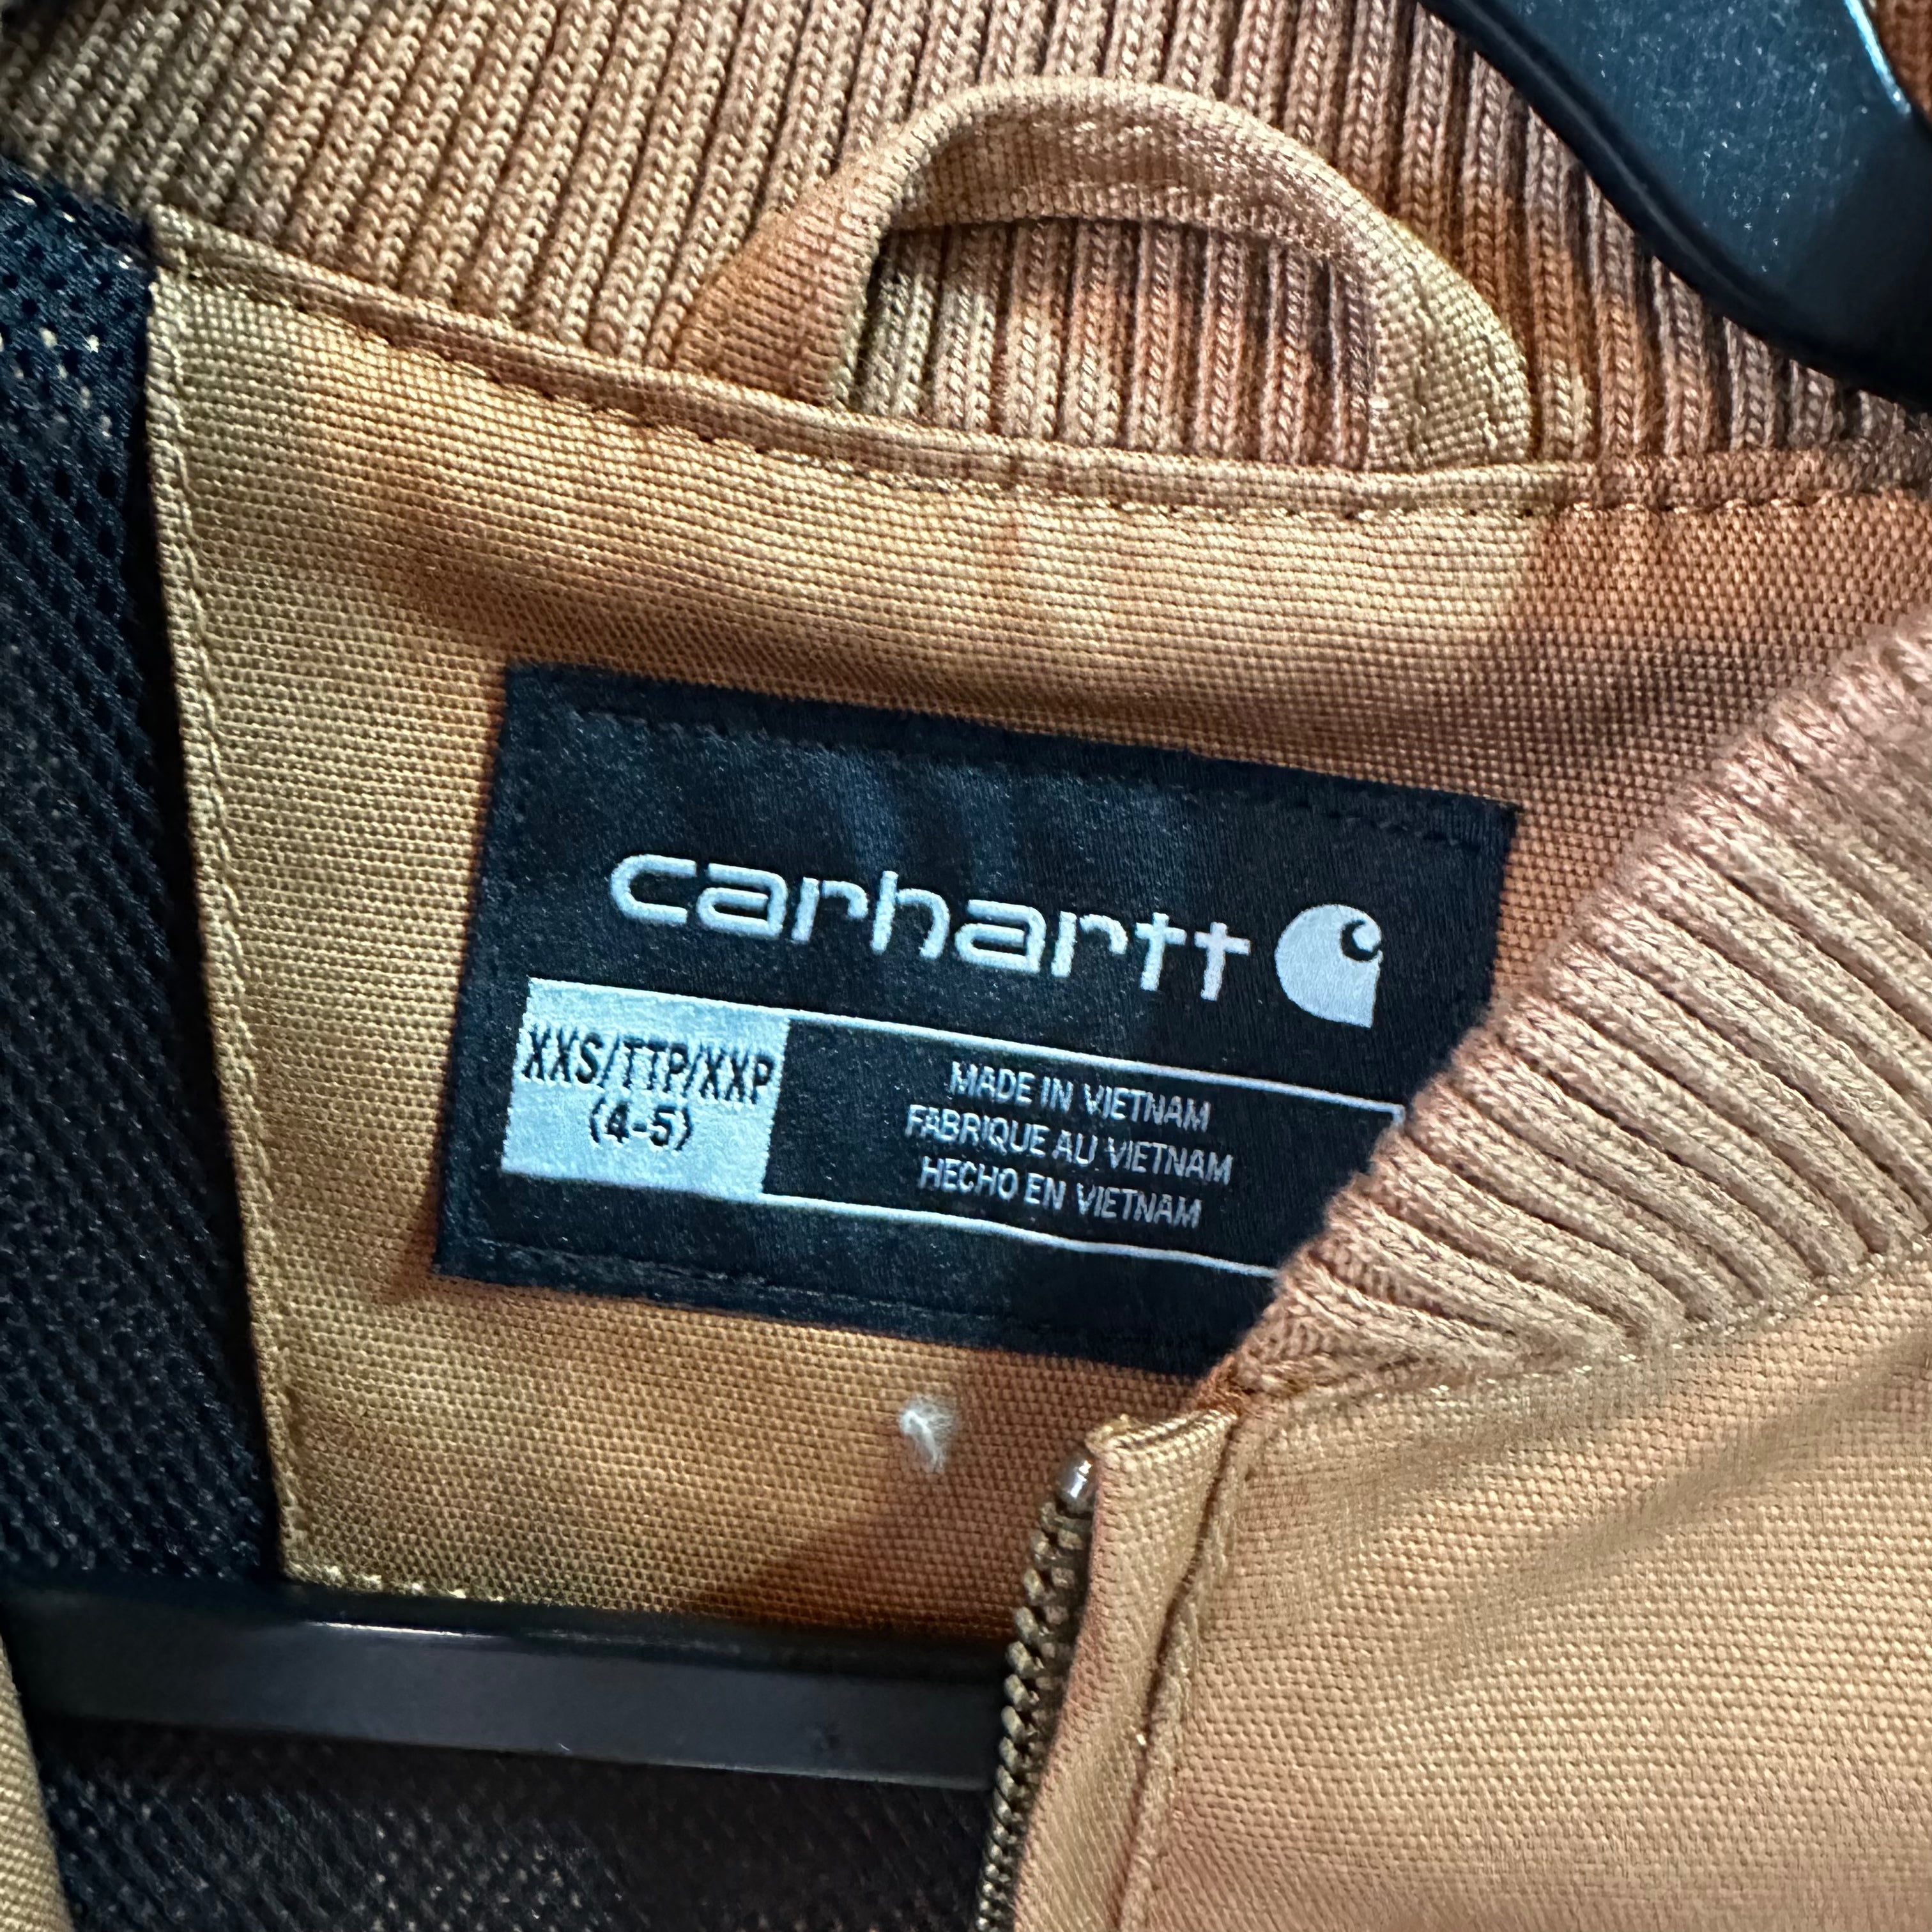 carhartt
XXS/TTP/XXP
(4-5)
MADE IN VIETNAM
FABRIQUE AU VIETNAM
HECHO EN VIETNAM